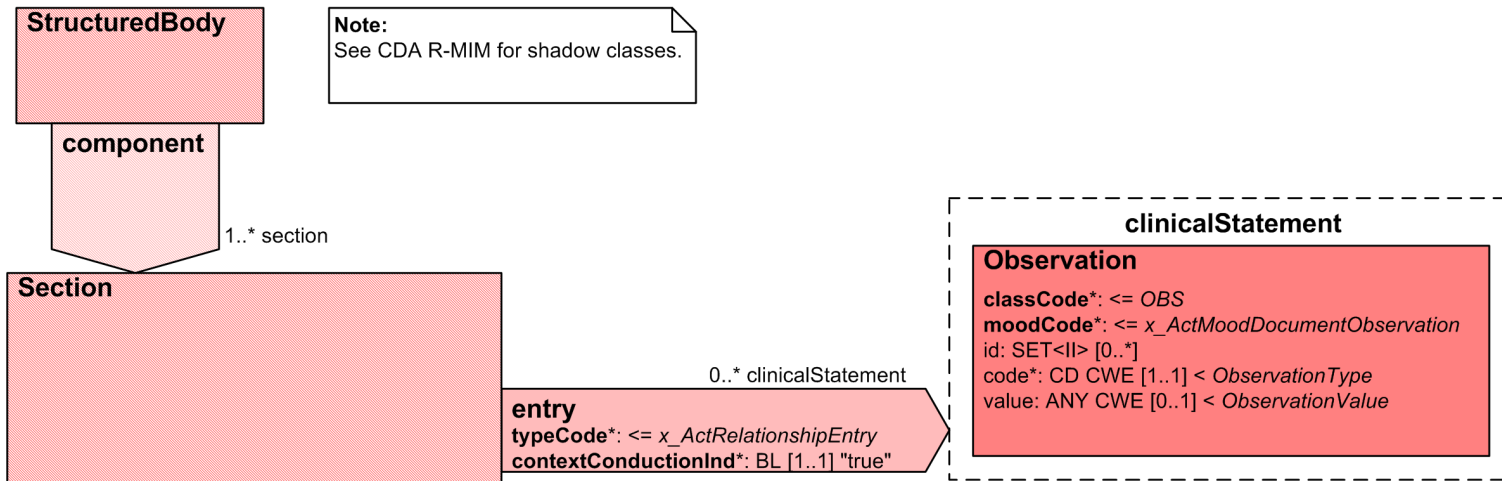 StructuredBody
Note:
See CDA R-MIM for shadow classes.
component
1..* section
clinicalStatement
Section
Observation
classCode*: <= OBS
moodCode*: <= x_ActMoodDocumentObservation
id: SET<II> [0..*]
code*: CD CWE [1..1] < ObservationType
value: ANY CWE [0..1] < ObservationValue
0..* clinicalStatement
entry
typeCode*: <= x_ActRelationshipEntry
contextConductionInd*: BL [1..1] "true"